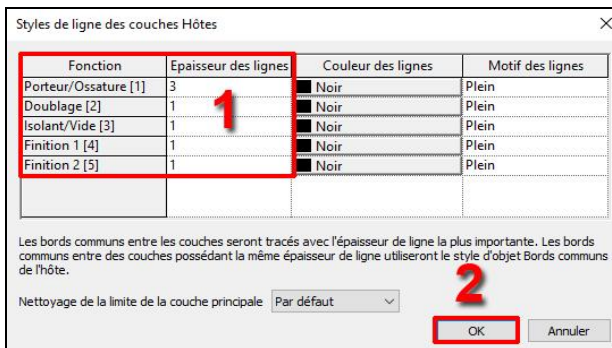 Styles de ligne des couches Hôtes
Fonction Epaisseur des lignes Couleur des lignes Motif des lignes
Porteur/Ossature [1] 3 Noir Plein
Doublage [2] 1 Noir Plein
Isolant/Vide [3] 1 Noir Plein
Finition 1 [4] 1 Noir Plein
Finition 2 [5] 1 Noir Plein
1
Les bords communs entre les couches seront tracés avec l'épaisseur de ligne la plus importante. Les bords
communs entre des couches possédant la même épaisseur de ligne utiliseront le style d'objet Bords communs
de l'hôte.
2
Nettoyage de la limite de la couche principale Par défaut
OK Annuler